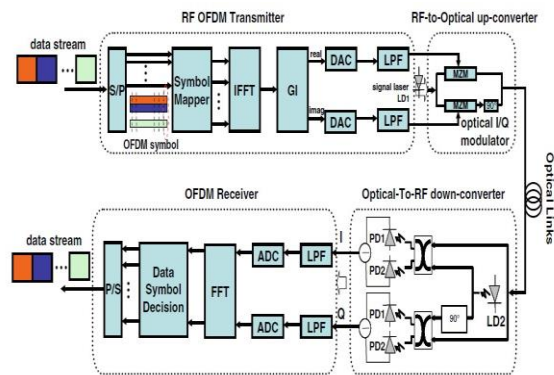 RF OFDM Transmitter
RF-to-Optical up-converter
data stream
S/P
OFDM symbol
Symbol
Mapper
IFFT
GI
real
imag
DAC
LPF
DAC
LPF
signal laser
LD1
MZM
MZM
90°
optical I/Q
modulator
Optical Links
OFDM Receiver
Optical-To-RF down-converter
data stream
P/S
Data
Symbol
Decision
FFT
ADC
LPF
ADC
LPF
I
Q
PD1
PD2
PD1
PD2
90°
LD2